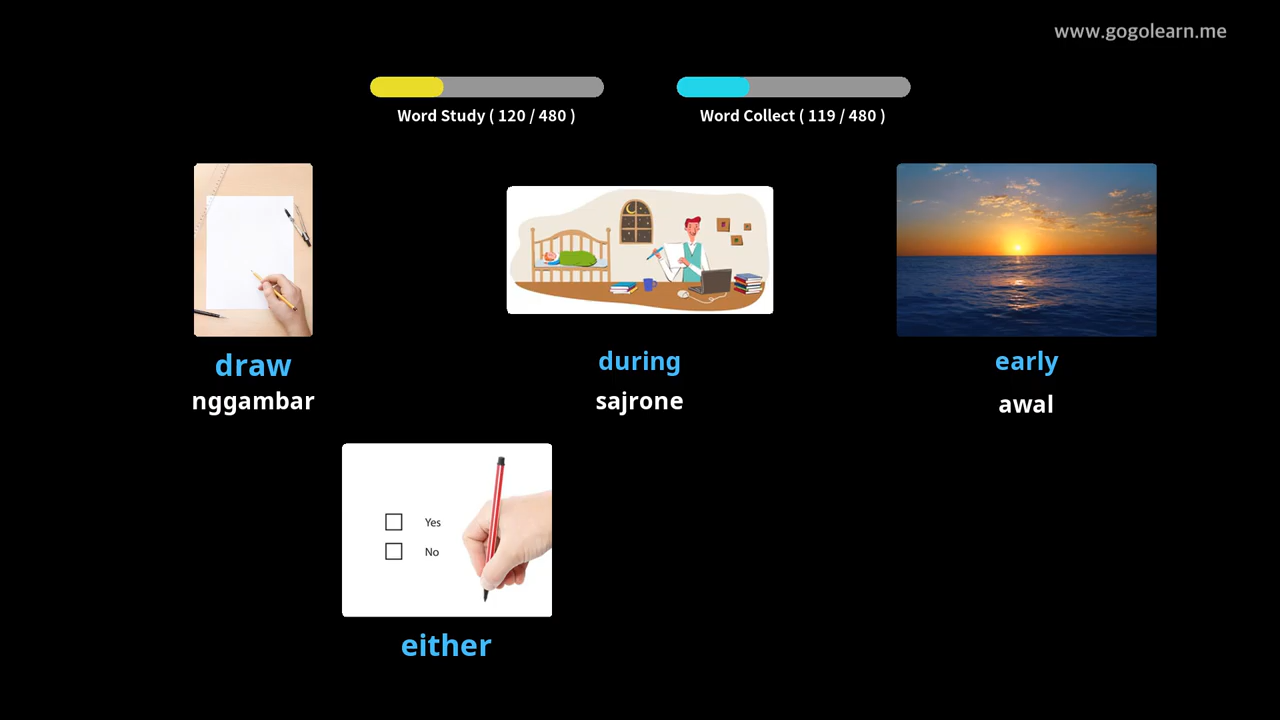 www.gogolearn.me
Word Study ( 120 / 480 )
Word Collect ( 119 / 480 )
draw
nggambar
during
sajrone
early
awal
Yes
No
either